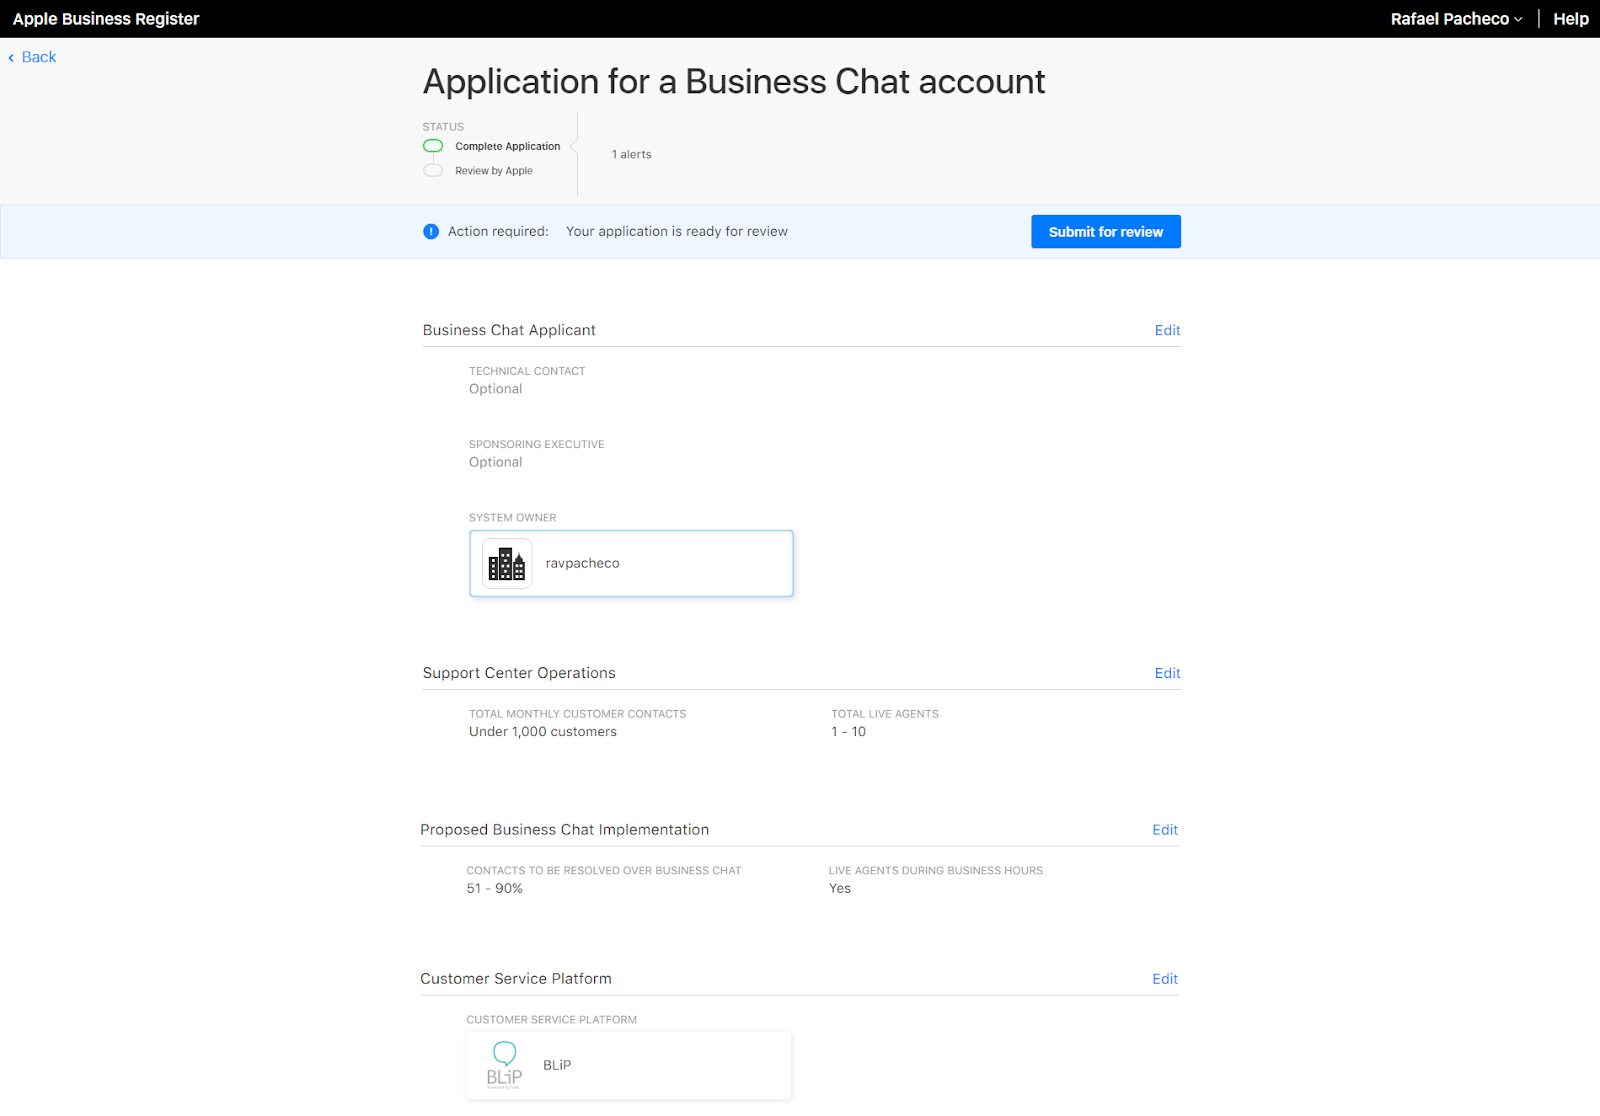 Apple Business Register
Rafael Pacheco
Help
Back
Application for a Business Chat account
STATUS
Complete Application
Review by Apple
1 alerts
Action required: Your application is ready for review
Submit for review
Business Chat Applicant
Edit
TECHNICAL CONTACT
Optional
SPONSORING EXECUTIVE
Optional
SYSTEM OWNER
ravpacheco
Support Center Operations
Edit
TOTAL MONTHLY CUSTOMER CONTACTS
Under 1,000 customers
TOTAL LIVE AGENTS
1 - 10
Proposed Business Chat Implementation
Edit
CONTACTS TO BE RESOLVED OVER BUSINESS CHAT
51 - 90%
LIVE AGENTS DURING BUSINESS HOURS
Yes
Customer Service Platform
Edit
CUSTOMER SERVICE PLATFORM
BLiP
BLiP